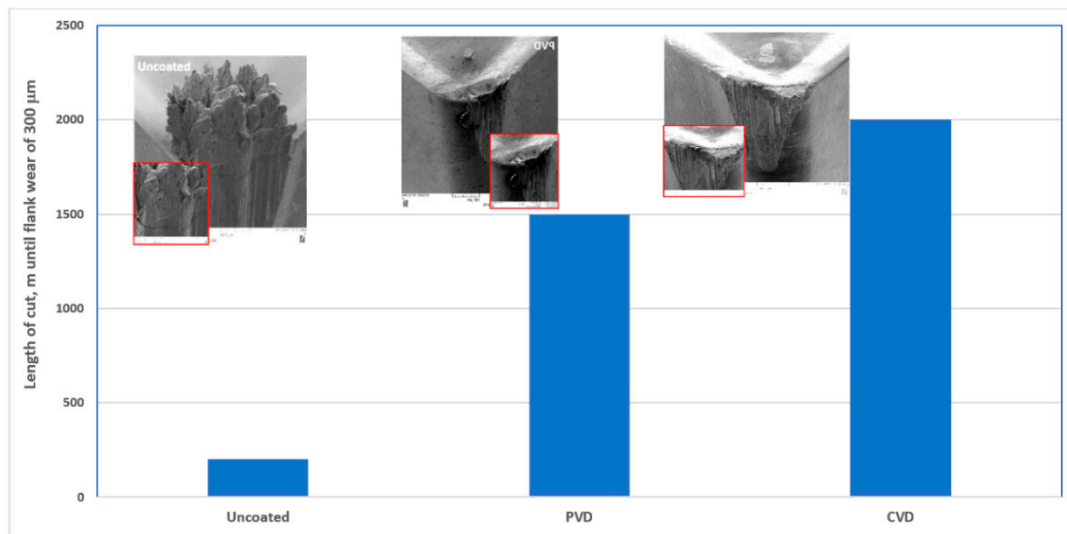 Length of cut, m until flank wear of 300 µm
2500
2000
1500
1000
500
0
Uncoated
PVD
Uncoated
PVD
CVD